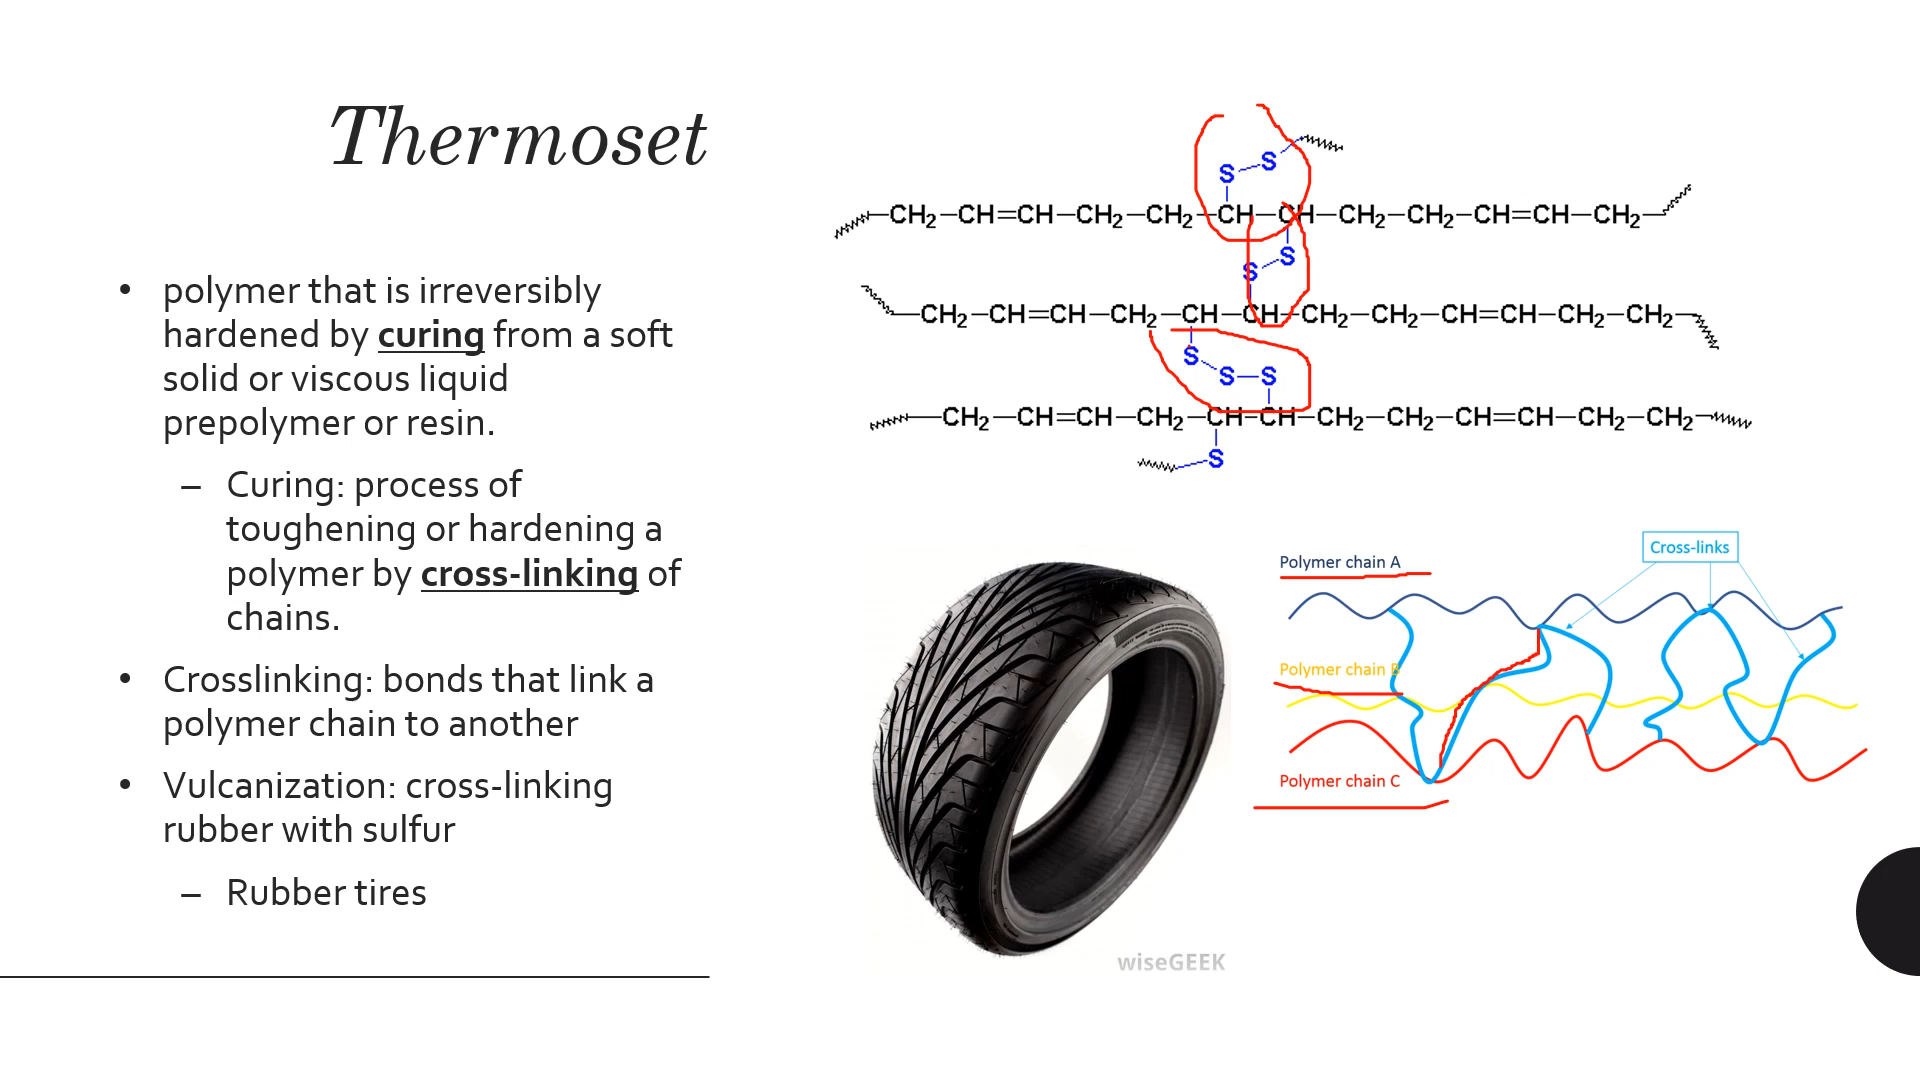 Thermoset
• polymer that is irreversibly
hardened by curing from a soft
solid or viscous liquid
prepolymer or resin.
– Curing: process of
toughening or hardening a
polymer by cross-linking of
chains.
• Crosslinking: bonds that link a
polymer chain to another
• Vulcanization: cross-linking
rubber with sulfur
– Rubber tires
S S
CH₂–CH=CH–CH₂–CH₂–CH–CH–CH₂–CH₂–CH=CH–CH₂
S
S
CH₂–CH=CH–CH₂–CH–CH–CH₂–CH₂–CH=CH–CH₂–CH₂
S
S–S
CH₂–CH=CH–CH₂–CH–CH–CH₂–CH₂–CH=CH–CH₂–CH₂
S
Cross-links
Polymer chain A
Polymer chain B
Polymer chain C
wiseGEEK